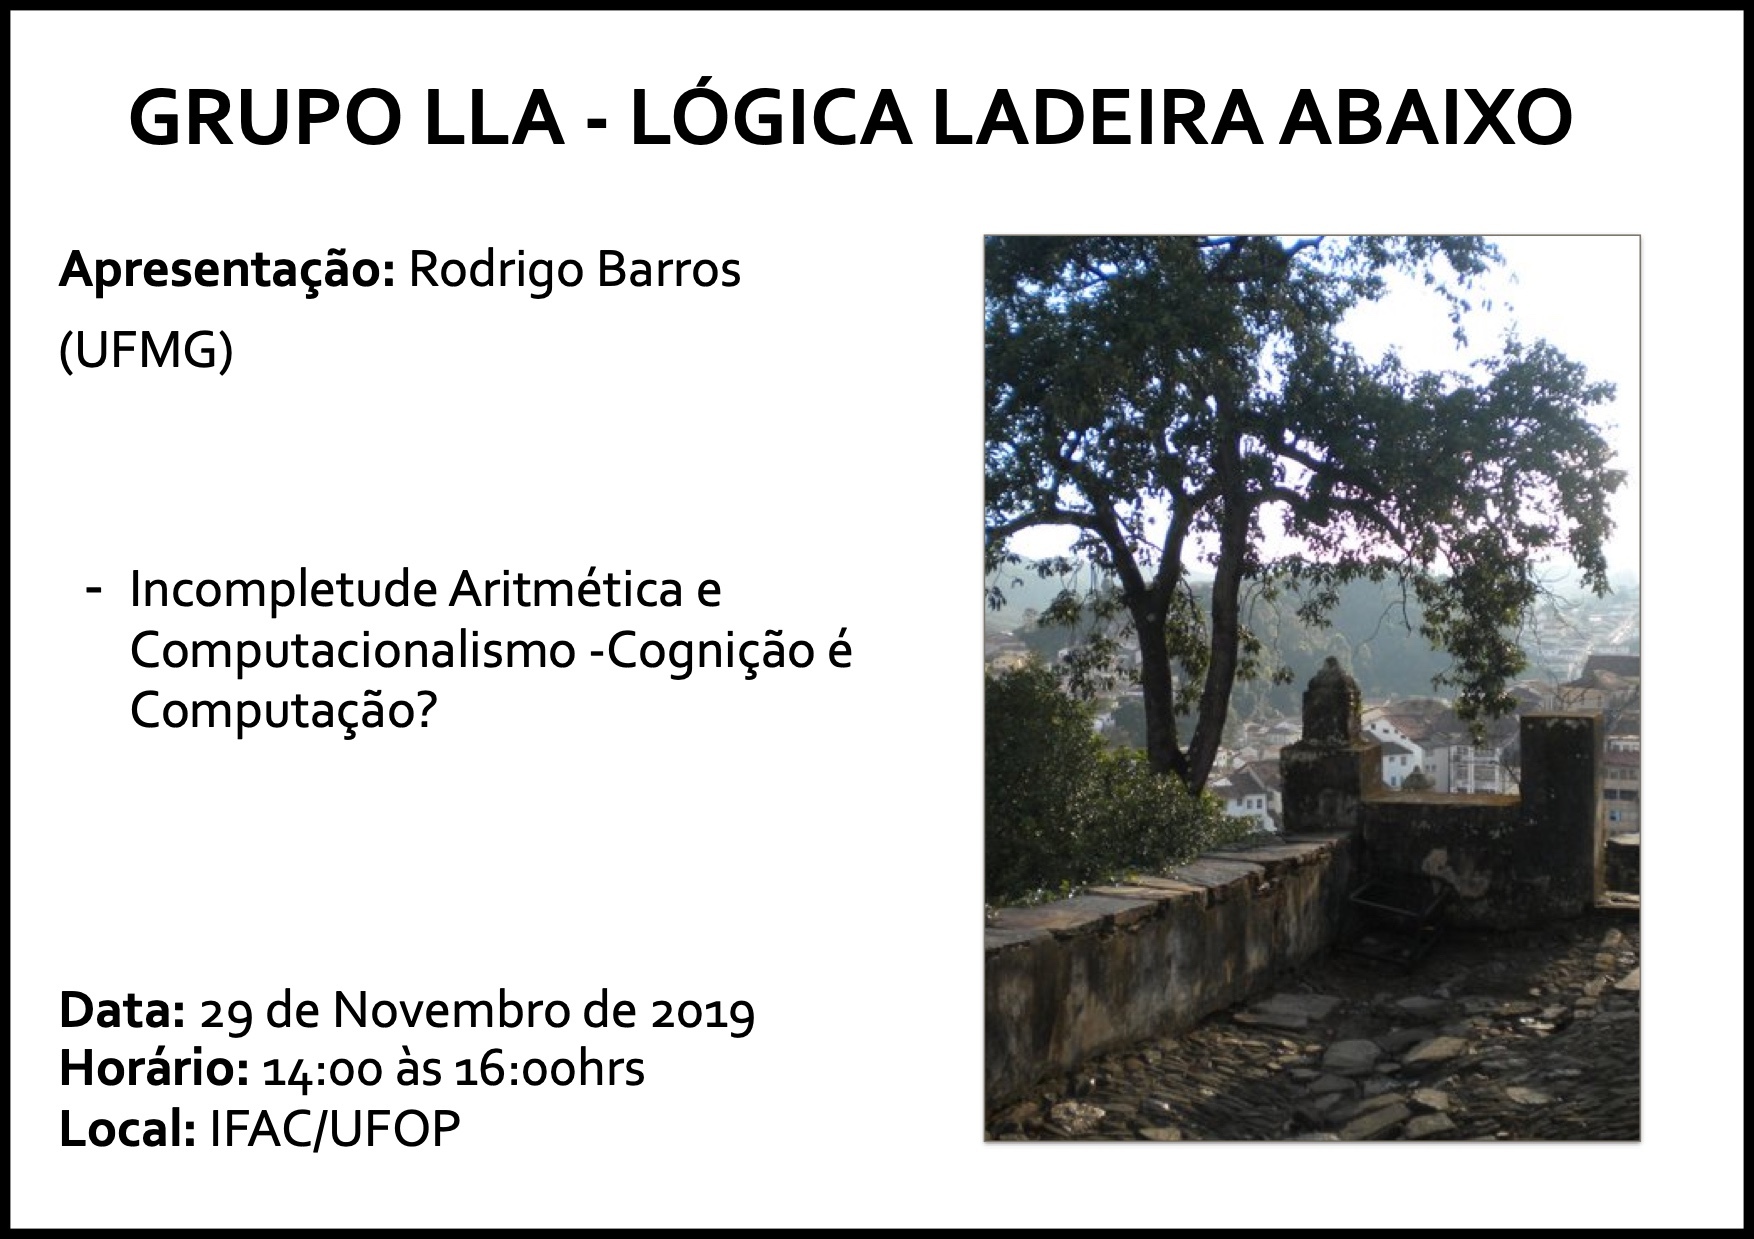 GRUPO LLA - LÓGICA LADEIRA ABAIXO
Apresentação: Rodrigo Barros
(UFMG)
- Incompletude Aritmética e
Computacionalismo -Cognição é
Computação?
Data: 29 de Novembro de 2019
Horário: 14:00 às 16:00hrs
Local: IFAC/UFOP